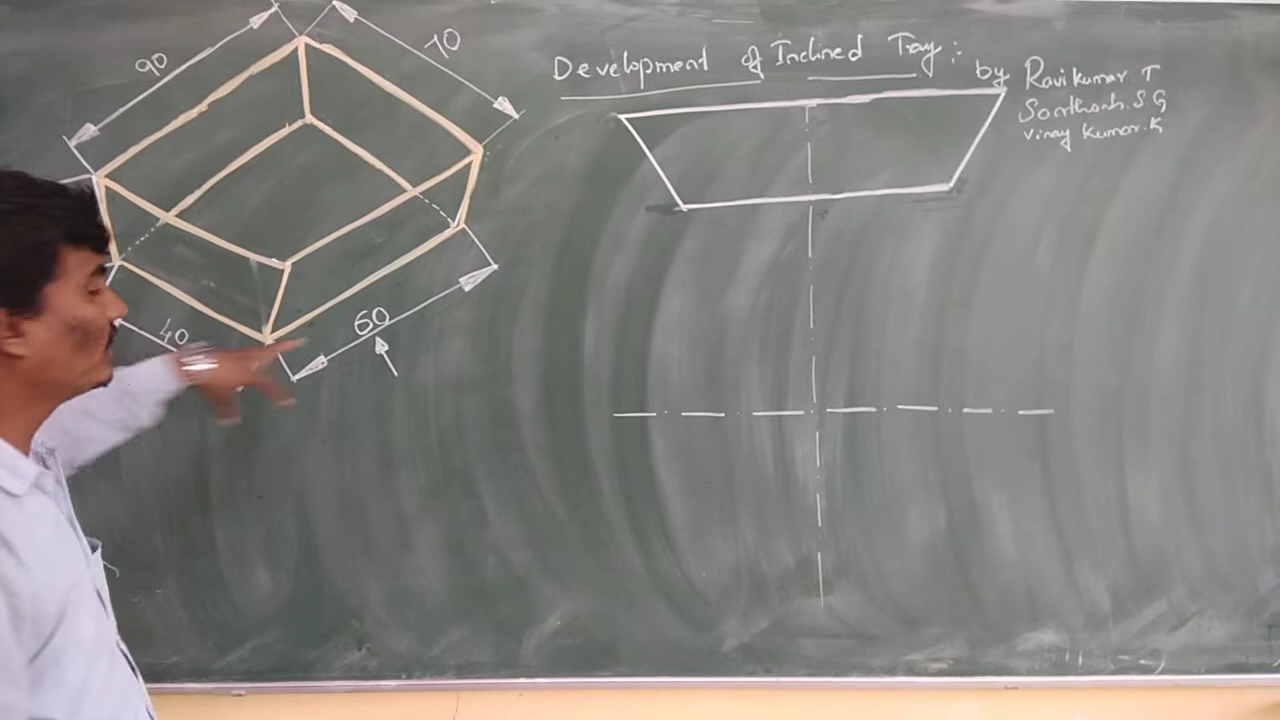 90
70
Development of Inclined Tray :
by Ravikumar T
Santhosh. S G
Vinay Kumar. K
40
60